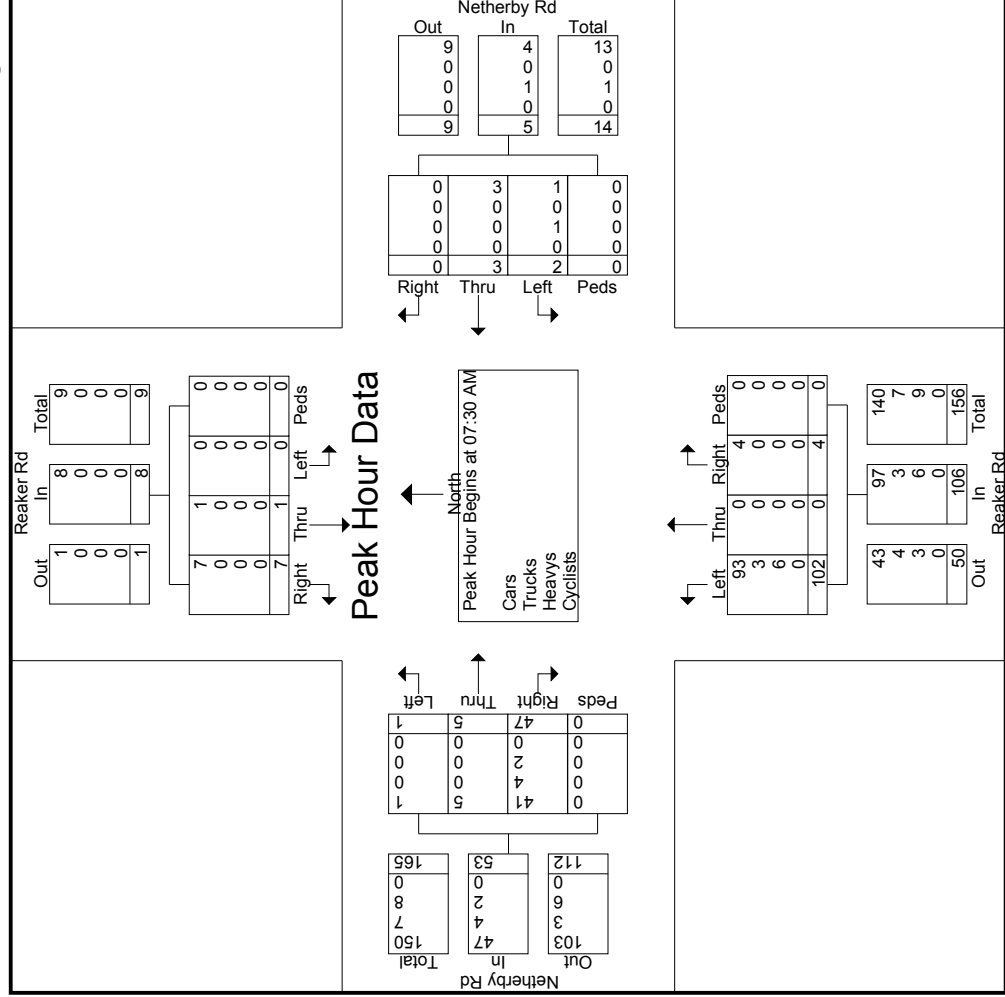 Netherby Rd
Out In Total
9 4 13
0 0 0
0 1 1
0 0 0
9 5 14
0 3 1 0
0 0 0 0
0 0 1 0
0 0 0 0
0 3 2 0
Right Thru Left Peds
Reaker Rd
Out In Total
1 8 9
0 0 0
0 0 0
0 0 0
1 8 9
7 1 0 0
0 0 0 0
0 0 0 0
0 0 0 0
7 1 0 0
Right Thru Left Peds
Peak Hour Data
North
Peak Hour Begins at 07:30 AM
Cars
Trucks
Heavys
Cyclists
Left Thru Right Peds
93 0 4 0
3 0 0 0
6 0 0 0
0 0 0 0
102 0 4 0
43 97 140
4 3 7
3 6 9
0 0 0
50 106 156
Out In Total
Reaker Rd
Left Thru Right Peds
1 5 47 0
0 0 0 0
0 0 2 0
0 0 4 0
1 5 41 0
165 53 112
0 0 0
8 2 6
7 4 3
150 47 103
Total In Out
Netherby Rd